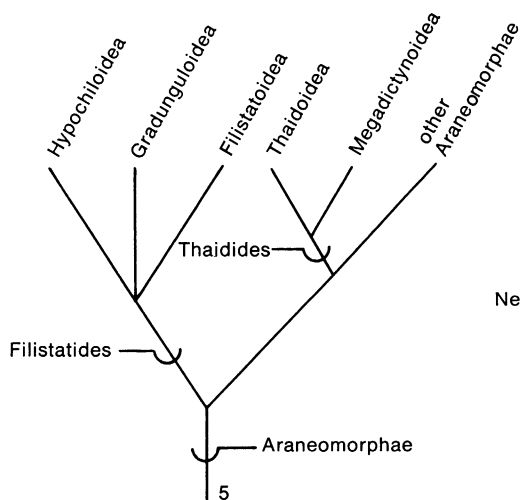 Hypochiloidea
Gradunguloidea
Filistatoidea
Thaidoidea
Megadictynoidea
other
Araneomorphae
Thaidides
Ne
Filistatides
Araneomorphae
5